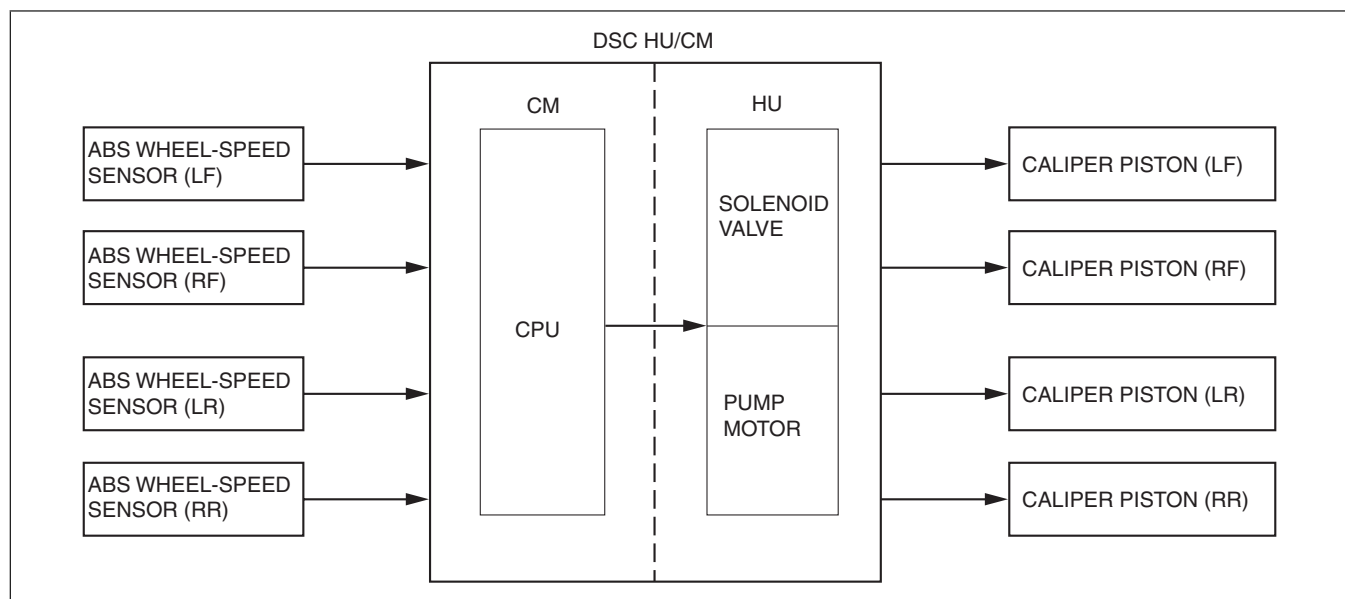 DSC HU/CM
CM
HU
ABS WHEEL-SPEED
SENSOR (LF)
ABS WHEEL-SPEED
SENSOR (RF)
ABS WHEEL-SPEED
SENSOR (LR)
ABS WHEEL-SPEED
SENSOR (RR)
CPU
SOLENOID
VALVE
PUMP
MOTOR
CALIPER PISTON (LF)
CALIPER PISTON (RF)
CALIPER PISTON (LR)
CALIPER PISTON (RR)